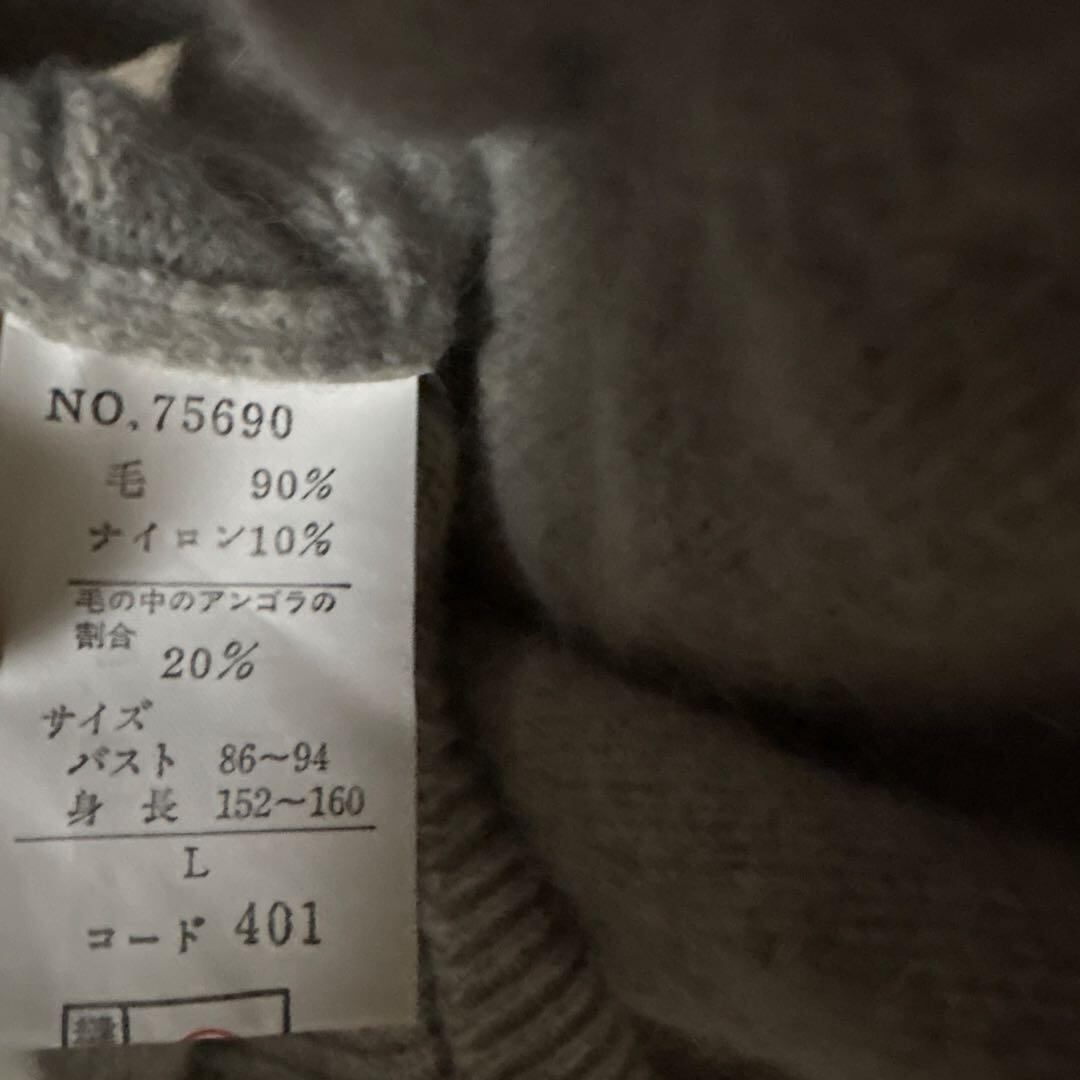 NO,75690
毛 90%
ナイロン10%
毛の中のアンゴラの
割合
20%
サイズ
バスト 86〜94
身長 152〜160
L
コード 401